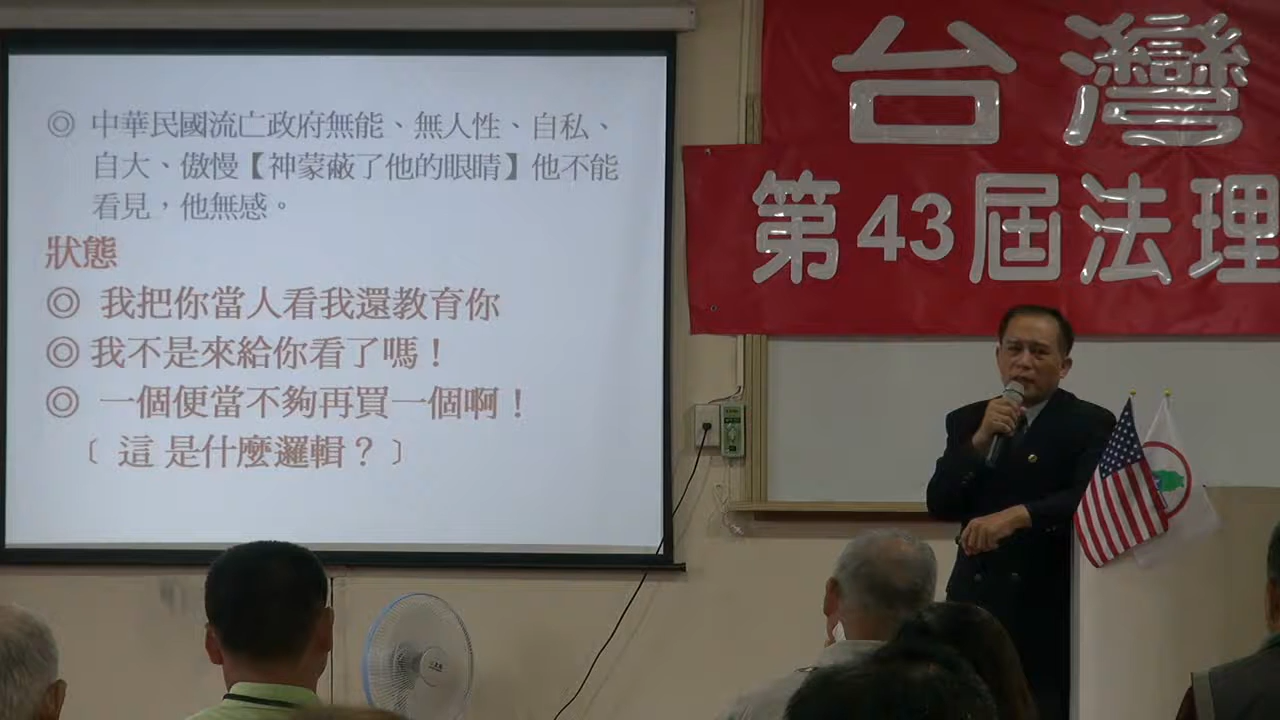 ◎ 中華民國流亡政府無能、無人性、自私、
自大、傲慢【神蒙蔽了他的眼睛】他不能
看見，他無感。
狀態
◎ 我把你當人看我還教育你
◎ 我不是來給你看了嗎！
◎ 一個便當不夠再買一個啊！
〔 這 是什麼邏輯？〕
台灣
第43屆法理